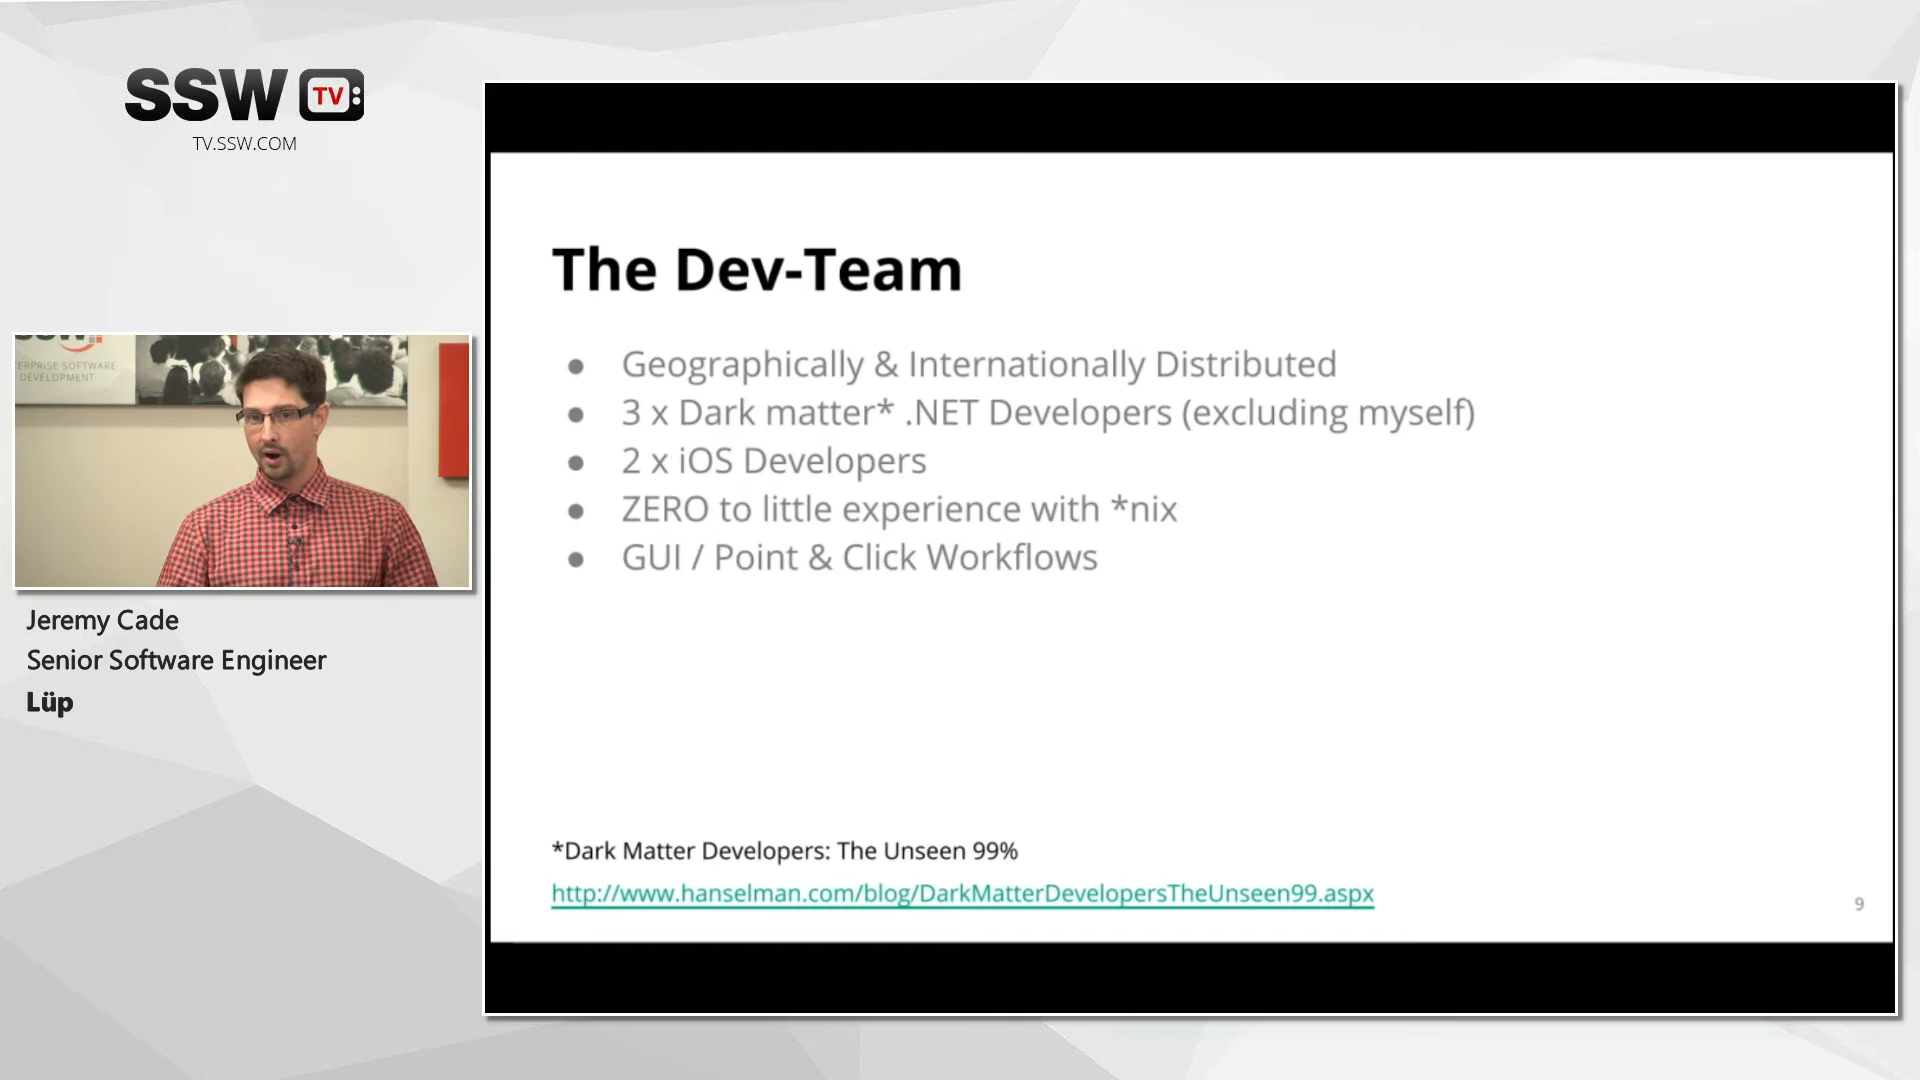 SSW TV:
TV.SSW.COM
The Dev-Team
● Geographically & Internationally Distributed
● 3 x Dark matter* .NET Developers (excluding myself)
● 2 x iOS Developers
● ZERO to little experience with *nix
● GUI / Point & Click Workflows
*Dark Matter Developers: The Unseen 99%
http://www.hanselman.com/blog/DarkMatterDevelopersTheUnseen99.aspx
9
SOFTWARE
DEVELOPMENT
Jeremy Cade
Senior Software Engineer
Lüp